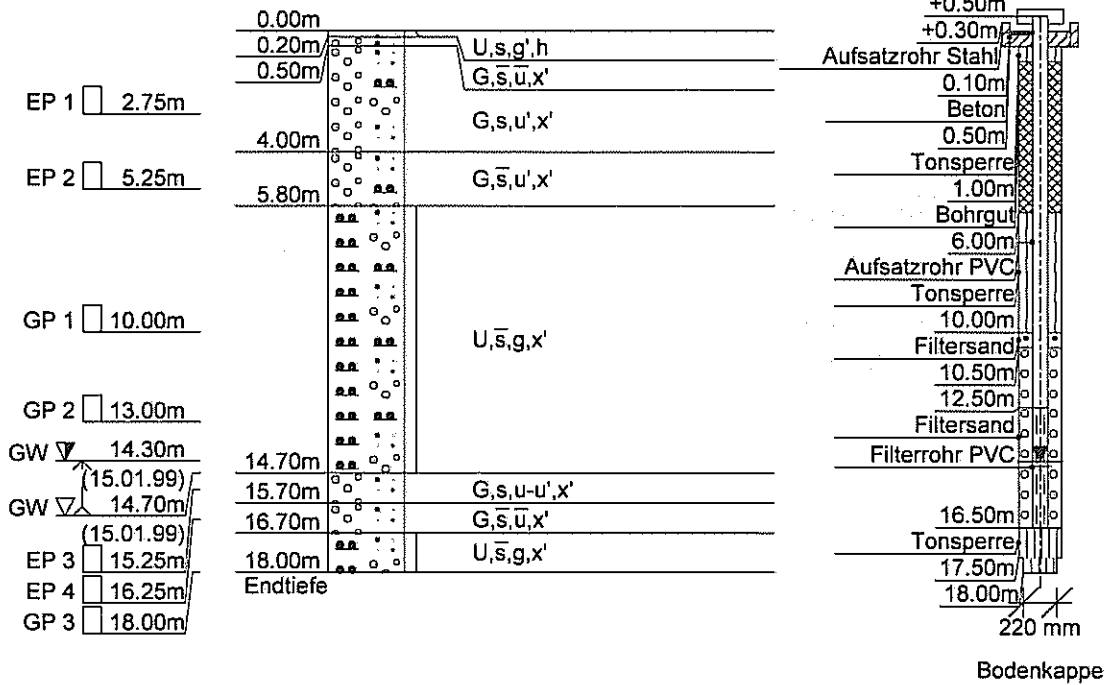 0.00m
0.20m
0.50m
4.00m
5.80m
14.70m
15.70m
16.70m
18.00m
Endtiefe
EP 1 2.75m
EP 2 5.25m
GP 1 10.00m
GP 2 13.00m
GW 14.30m
(15.01.99)
GW 14.70m
(15.01.99)
EP 3 15.25m
EP 4 16.25m
GP 3 18.00m
U,s,g',h
G,s̅,u̅,x'
G,s,u',x'
G,s̅,u',x'
U,s̅,g,x'
G,s,u-u',x'
G,s̅,u̅,x'
U,s̅,g,x'
+0.50m
+0.30m
Aufsatzrohr Stahl
0.10m
Beton
0.50m
Tonsperre
1.00m
Bohrgut
6.00m
Aufsatzrohr PVC
Tonsperre
10.00m
Filtersand
10.50m
12.50m
Filtersand
Filterrohr PVC
16.50m
Tonsperre
17.50m
18.00m
220 mm
Bodenkappe